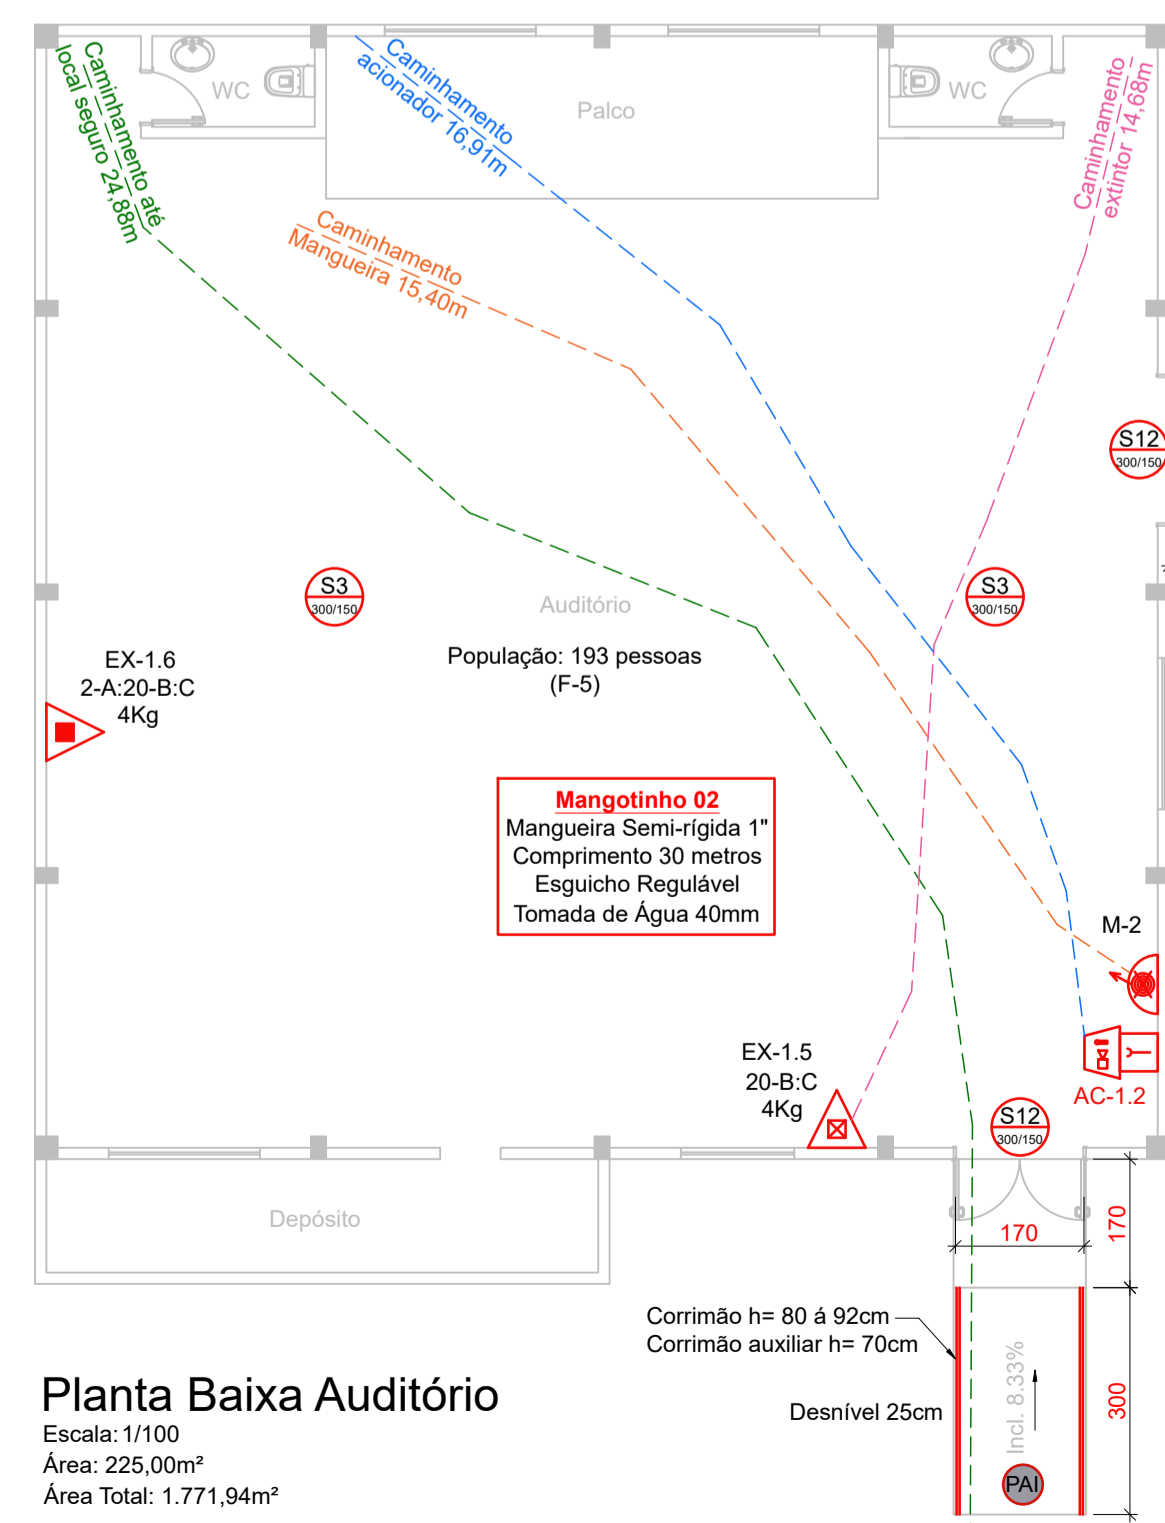 Caminhamento até
local seguro 24,88m
WC
Caminhamento
acionador 16,91m
Palco
WC
Caminhamento
extintor 14,68m
Caminhamento
Mangueira 15,40m
S12
300/150
S3
300/150
Auditório
S3
300/150
População: 193 pessoas
(F-5)
EX-1.6
2-A:20-B:C
4Kg
Mangotinho 02
Mangueira Semi-rígida 1"
Comprimento 30 metros
Esguicho Regulável
Tomada de Água 40mm
M-2
EX-1.5
20-B:C
4Kg
AC-1.2
S12
300/150
Depósito
170
170
Corrimão h= 80 á 92cm
Corrimão auxiliar h= 70cm
Incl. 8.33%
300
Desnível 25cm
PAI
Planta Baixa Auditório
Escala: 1/100
Área: 225,00m²
Área Total: 1.771,94m²